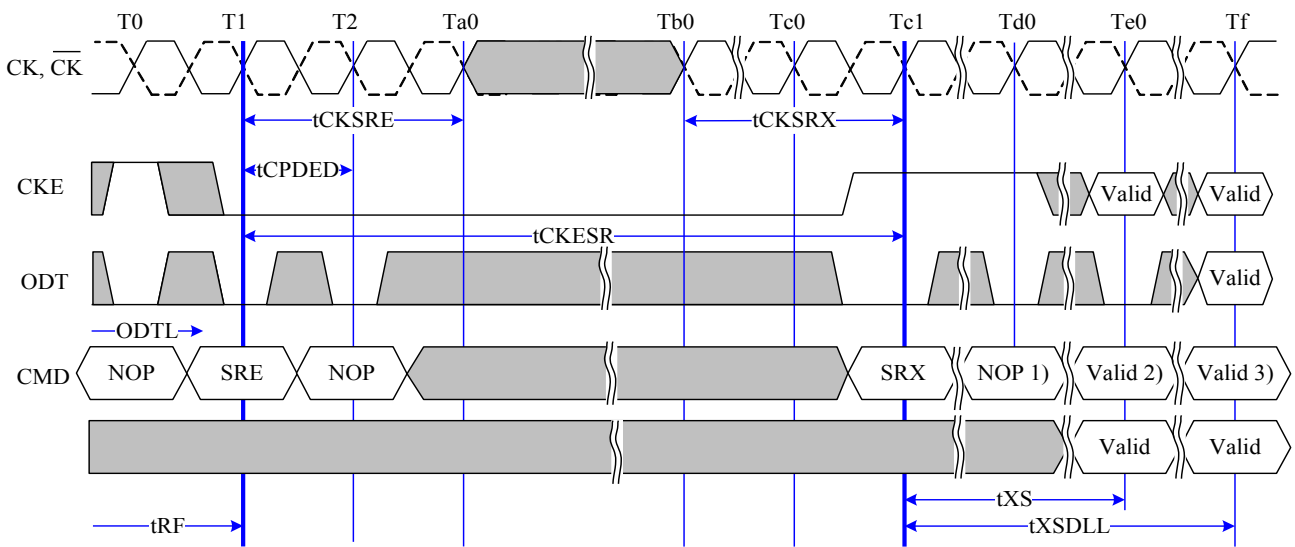 T0 T1 T2 Ta0 Tb0 Tc0 Tc1 Td0 Te0 Tf
CK, CK
tCKSRE tCKSRX
tCPDED
CKE Valid Valid
tCKESR
ODT Valid
ODTL
CMD NOP SRE NOP SRX NOP 1) Valid 2) Valid 3)
Valid Valid
tXS
tRF tXSDLL